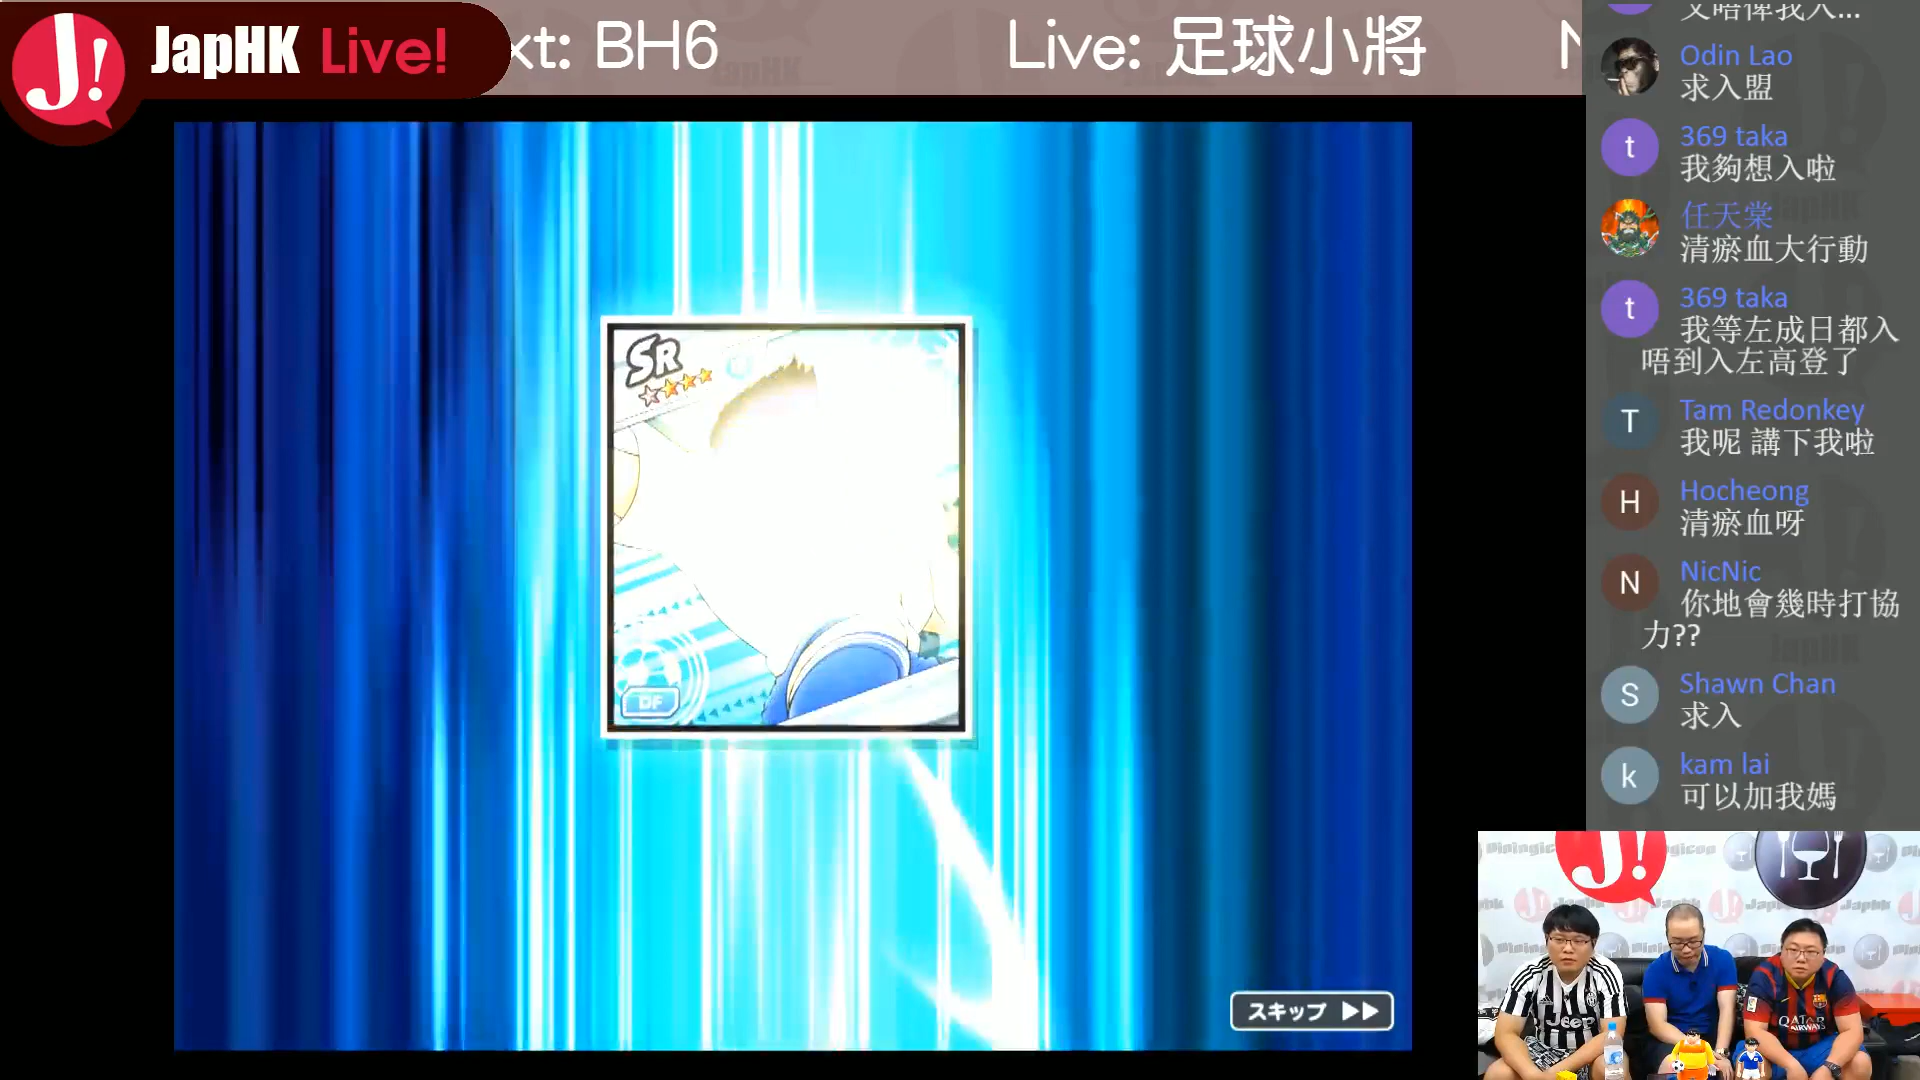 JapHK Live!
xt: BH6
Live: 足球小將
Odin Lao
求入盟
369 taka
我夠想入啦
任天棠
清瘀血大行動
369 taka
我等左成日都入
唔到入左高登了
Tam Redonkey
我呢 講下我啦
Hocheong
清瘀血呀
NicNic
你地會幾時打協
力??
Shawn Chan
求入
kam lai
可以加我媽
SR
DF
スキップ
Jeep
QATAR
AIRWAYS